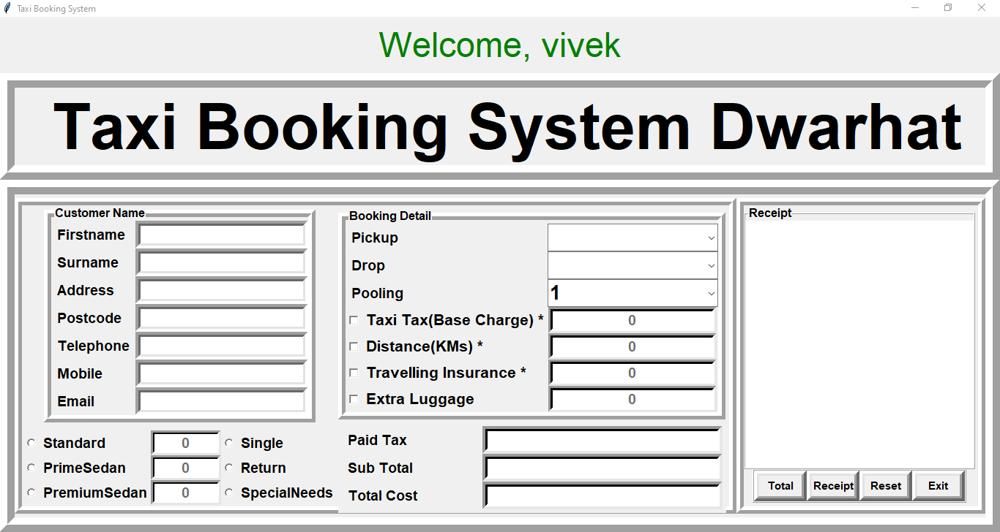 Taxi Booking System
Welcome, vivek
Taxi Booking System Dwarhat
Customer Name
Firstname
Surname
Address
Postcode
Telephone
Mobile
Email
Standard 0 Single
PrimeSedan 0 Return
PremiumSedan 0 SpecialNeeds
Booking Detail
Pickup
Drop
Pooling 1
Taxi Tax(Base Charge) * 0
Distance(KMs) * 0
Travelling Insurance * 0
Extra Luggage 0
Paid Tax
Sub Total
Total Cost
Receipt
Total Receipt Reset Exit